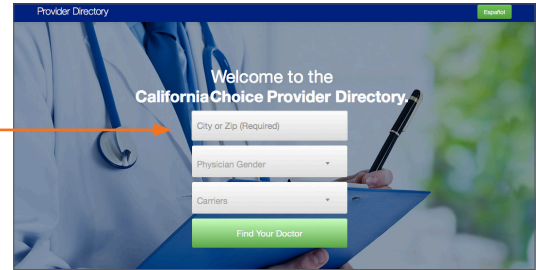 Provider Directory
Español
Welcome to the
CaliforniaChoice Provider Directory.
City or Zip (Required)
Physician Gender
Carriers
Find Your Doctor